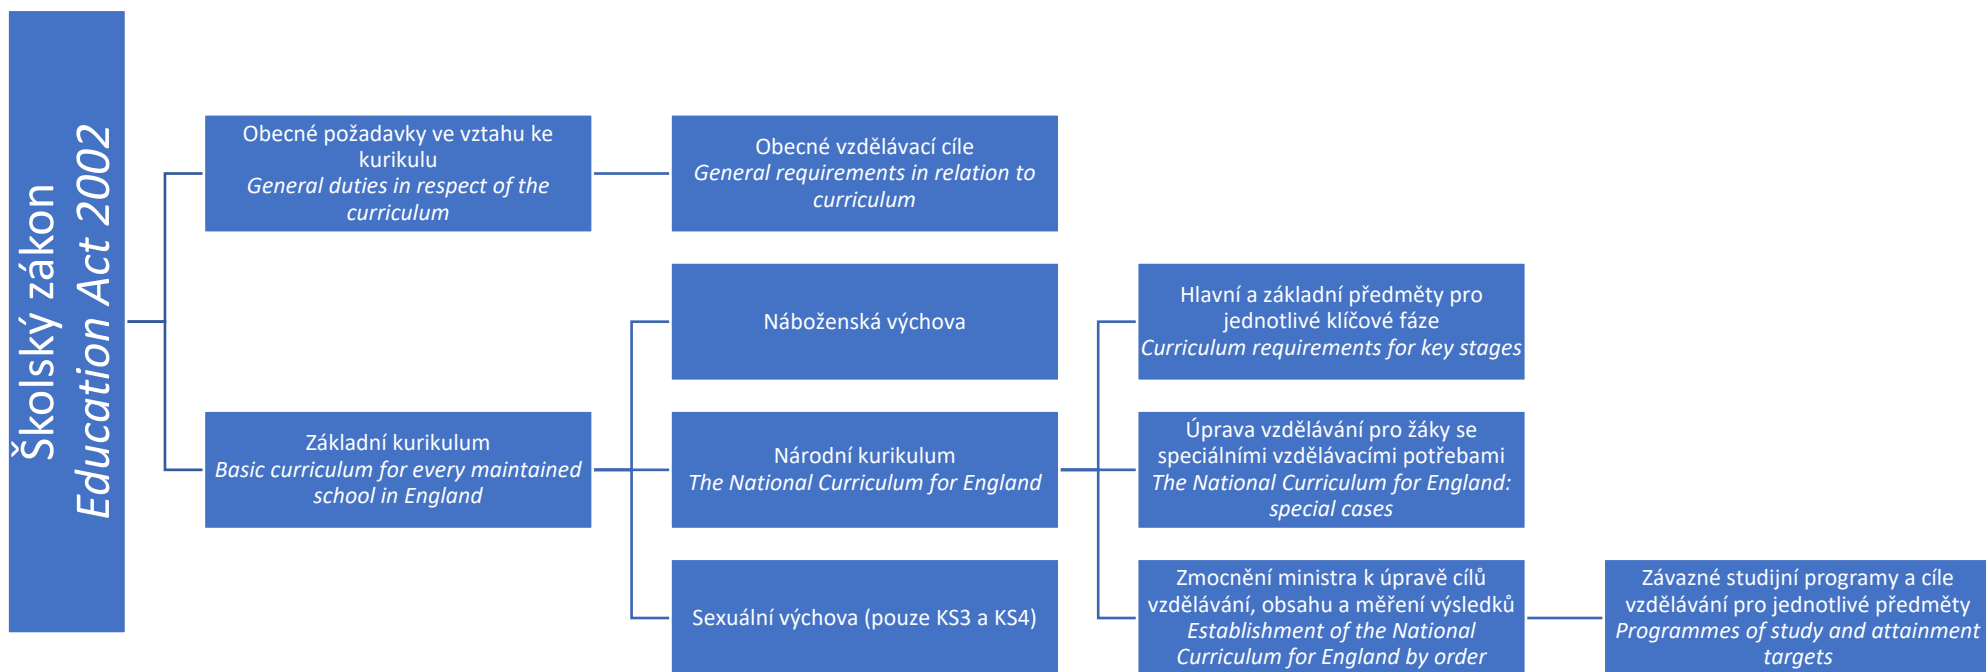 Školský zákon
Education Act 2002
Obecné požadavky ve vztahu ke
kurikulu
General duties in respect of the
curriculum
Obecné vzdělávací cíle
General requirements in relation to
curriculum
Základní kurikulum
Basic curriculum for every maintained
school in England
Náboženská výchova
Národní kurikulum
The National Curriculum for England
Sexuální výchova (pouze KS3 a KS4)
Hlavní a základní předměty pro
jednotlivé klíčové fáze
Curriculum requirements for key stages
Úprava vzdělávání pro žáky se
speciálními vzdělávacími potřebami
The National Curriculum for England:
special cases
Zmocnění ministra k úpravě cílů
vzdělávání, obsahu a měření výsledků
Establishment of the National
Curriculum for England by order
Závazné studijní programy a cíle
vzdělávání pro jednotlivé předměty
Programmes of study and attainment
targets